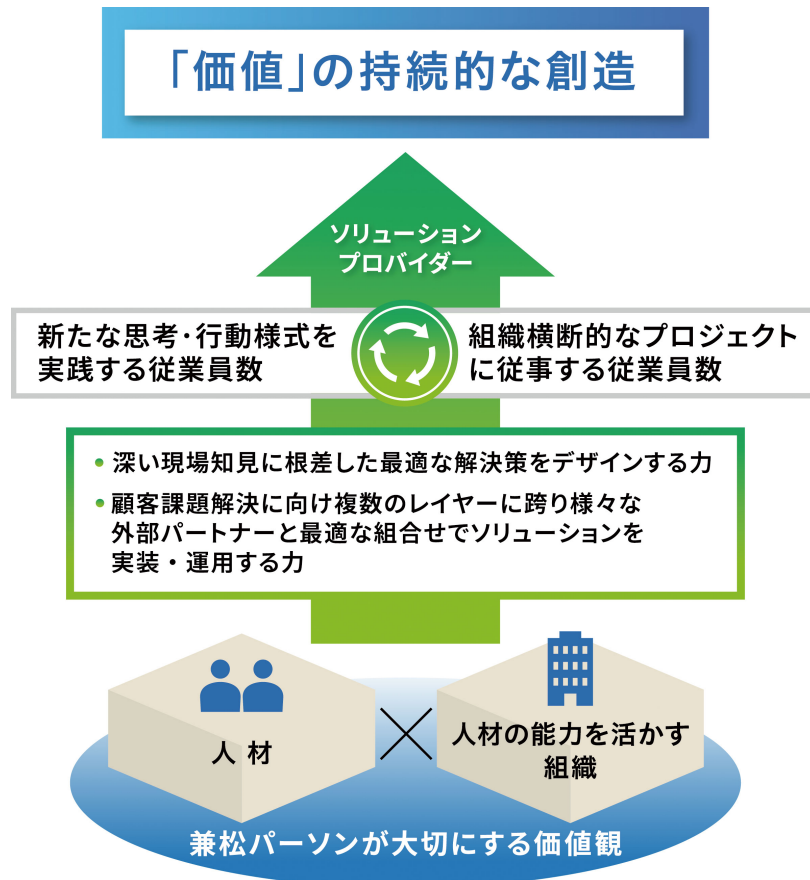 「価値」の持続的な創造
ソリューション
プロバイダー
新たな思考・行動様式を
実践する従業員数
組織横断的なプロジェクト
に従事する従業員数
• 深い現場知見に根差した最適な解決策をデザインする力
• 顧客課題解決に向け複数のレイヤーに跨り様々な
外部パートナーと最適な組合せでソリューションを
実装・運用する力
人材
人材の能力を活かす
組織
兼松パーソンが大切にする価値観